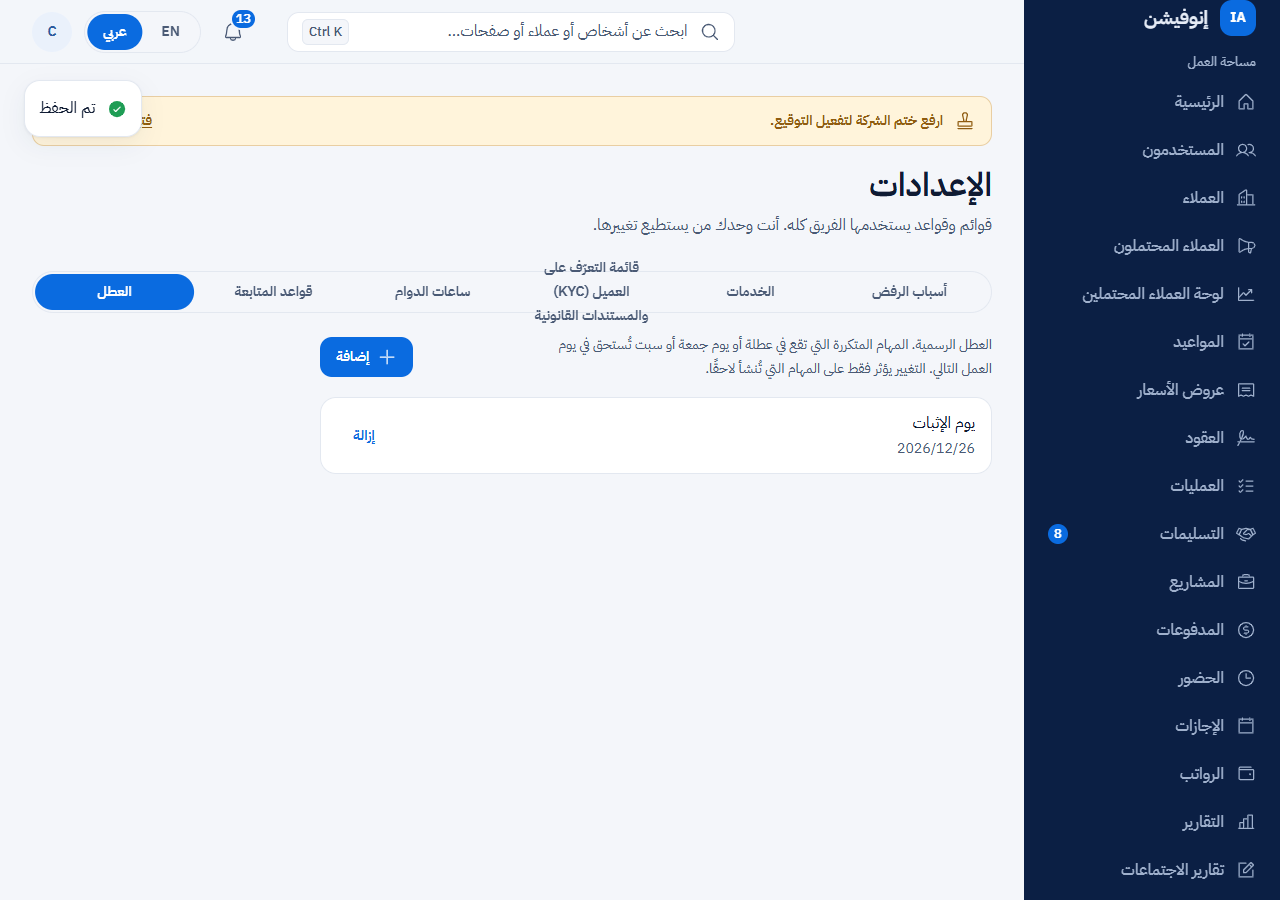 IA
إنوفيشن
مساحة العمل
الرئيسية
المستخدمون
العملاء
العملاء المحتملون
لوحة العملاء المحتملين
المواعيد
عروض الأسعار
العقود
العمليات
التسليمات
8
المشاريع
المدفوعات
الحضور
الإجازات
الرواتب
التقارير
تقارير الاجتماعات
ابحث عن أشخاص أو عملاء أو صفحات...
Ctrl K
13
EN
عربي
C
تم الحفظ
ارفع ختم الشركة لتفعيل التوقيع.
الإعدادات
قوائم وقواعد يستخدمها الفريق كله. أنت وحدك من يستطيع تغييرها.
أسباب الرفض
الخدمات
قائمة التعرّف على
العميل (KYC)
والمستندات القانونية
ساعات الدوام
قواعد المتابعة
العطل
العطل الرسمية. المهام المتكررة التي تقع في عطلة أو يوم جمعة أو سبت تُستحق في يوم
العمل التالي. التغيير يؤثر فقط على المهام التي تُنشأ لاحقًا.
إضافة
يوم الإثبات
2026/12/26
إزالة